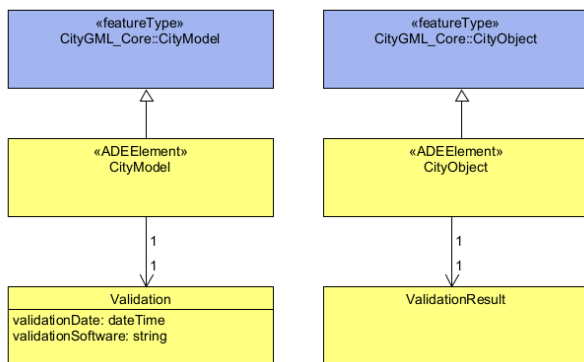 «featureType»
CityGML_Core::CityModel
«featureType»
CityGML_Core::CityObject
«ADEElement»
CityModel
«ADEElement»
CityObject
1
1
1
1
Validation
validationDate: dateTime
validationSoftware: string
ValidationResult